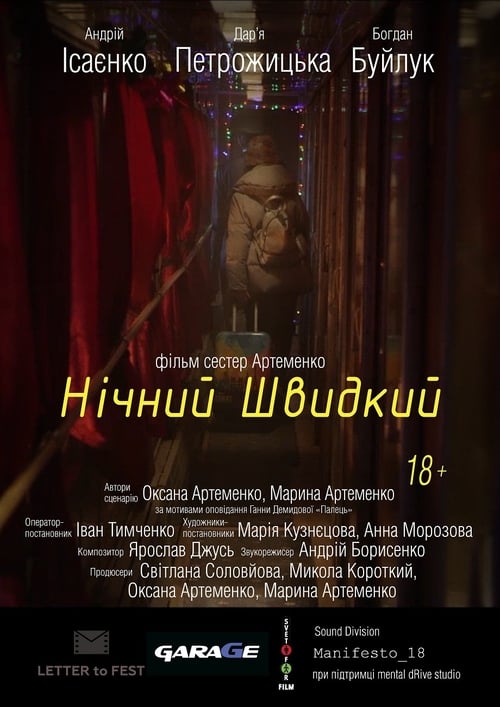 Андрій Дар'я Богдан
Ісаєнко Петрожицька Буйлук
фільм сестер Артеменко
Нічний Швидкий
18+
Автори сценарію Оксана Артеменко, Марина Артеменко
за мотивами оповідання Ганни Демидової «Палець»
Оператор-постановник Іван Тимченко Художники-постановники Марія Кузнєцова, Анна Морозова
Композитор Ярослав Джусь Звукорежисер Андрій Борисенко
Продюсери Світлана Соловйова, Микола Короткий,
Оксана Артеменко, Марина Артеменко
LETTER to FEST
GARAGE
SVETOFOR
FILM
Sound Division
Manifesto_18
при підтримці mental dRive studio